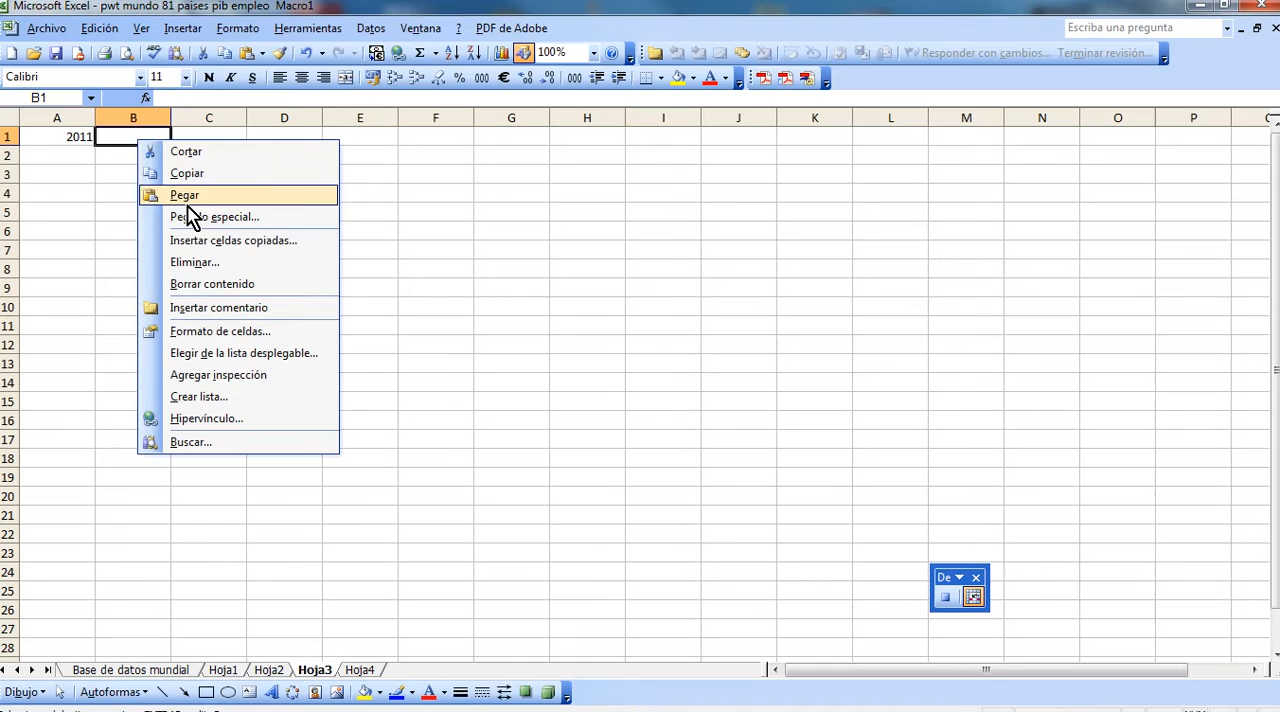 Microsoft Excel - pwt mundo 81 paises pib empleo Macro1
Archivo Edición Ver Insertar Formato Herramientas Datos Ventana ? PDF de Adobe Escriba una pregunta
100% Responder con cambios... Terminar revisión...
Calibri 11 N K S 000 €
B1 fx
A B C D E F G H I J K L M N O P
1 2011
2
3
4
5
6
7
8
9
10
11
12
13
14
15
16
17
18
19
20
21
22
23
24
25
26
27
28
Cortar
Copiar
Pegar
especial...
Insertar celdas copiadas...
Eliminar...
Borrar contenido
Insertar comentario
Formato de celdas...
Elegir de la lista desplegable...
Agregar inspección
Crear lista...
Hipervínculo...
Buscar...
De
Base de datos mundial Hoja1 Hoja2 Hoja3 Hoja4
Dibujo Autoformas